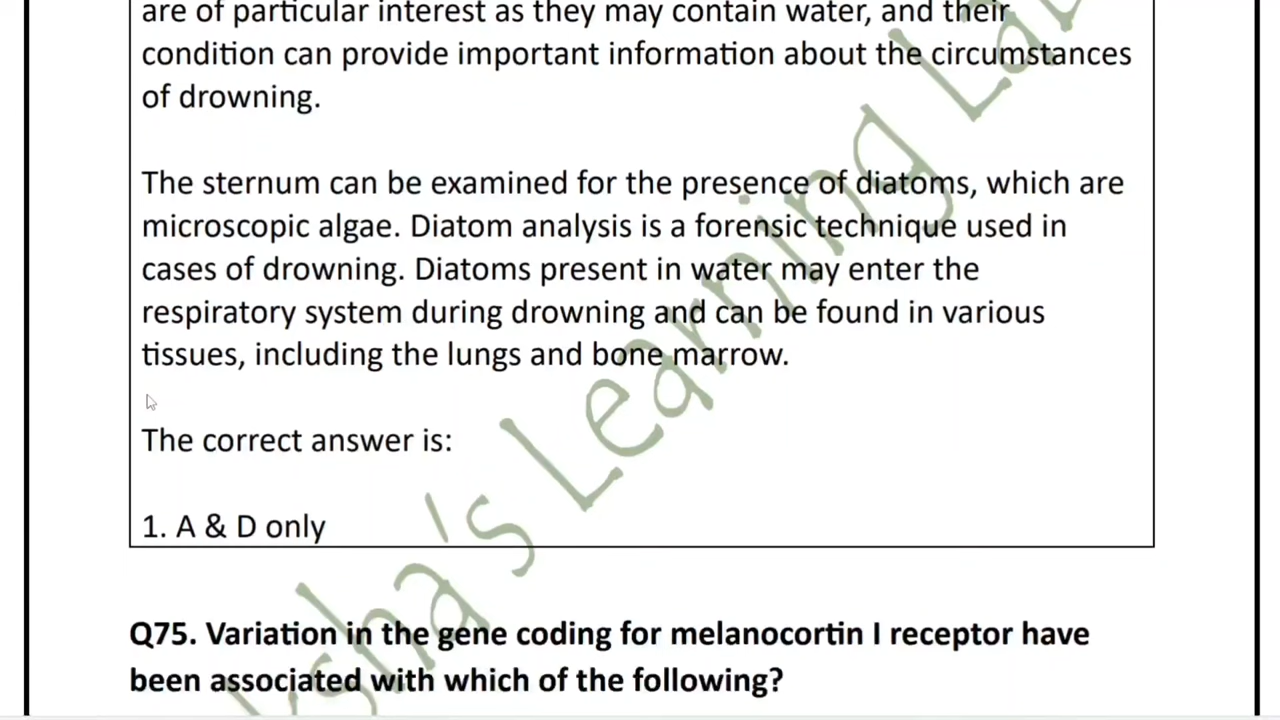 are of particular interest as they may contain water, and their
condition can provide important information about the circumstances
of drowning.
The sternum can be examined for the presence of diatoms, which are
microscopic algae. Diatom analysis is a forensic technique used in
cases of drowning. Diatoms present in water may enter the
respiratory system during drowning and can be found in various
tissues, including the lungs and bone marrow.
The correct answer is:
1. A & D only
Q75. Variation in the gene coding for melanocortin I receptor have
been associated with which of the following?
Learning